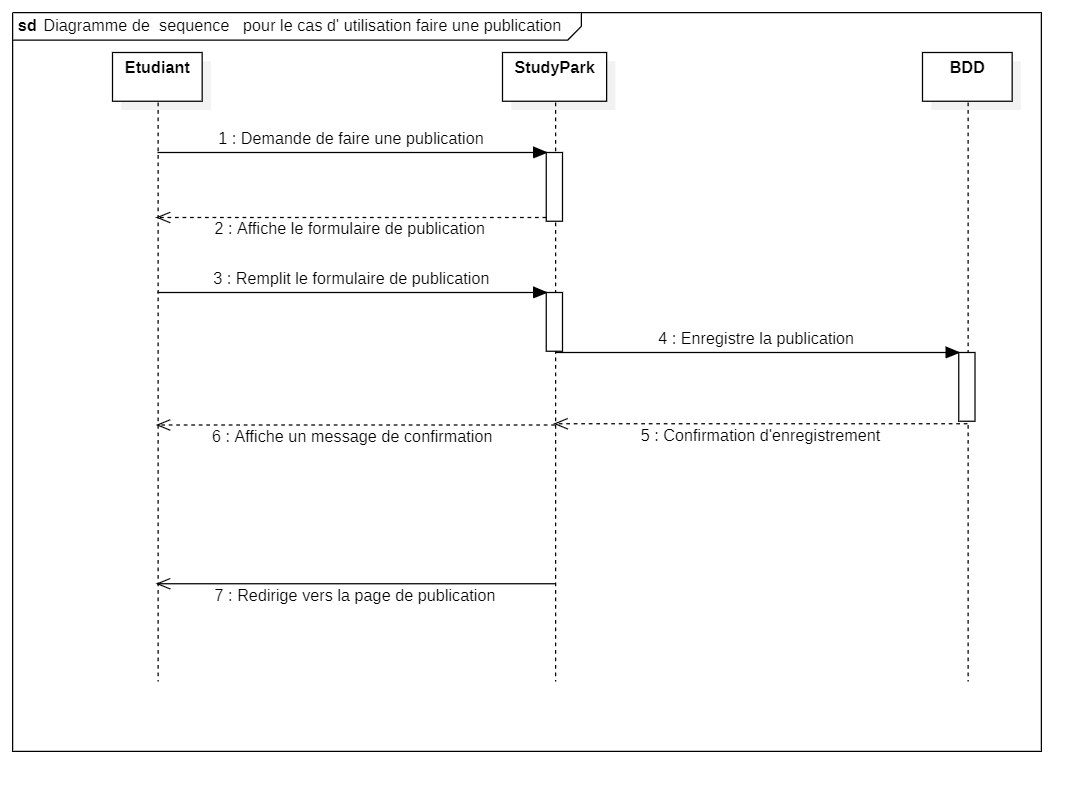 sd Diagramme de  sequence   pour le cas d' utilisation faire une publication
Etudiant
StudyPark
BDD
1 : Demande de faire une publication
2 : Affiche le formulaire de publication
3 : Remplit le formulaire de publication
4 : Enregistre la publication
6 : Affiche un message de confirmation
5 : Confirmation d'enregistrement
7 : Redirige vers la page de publication